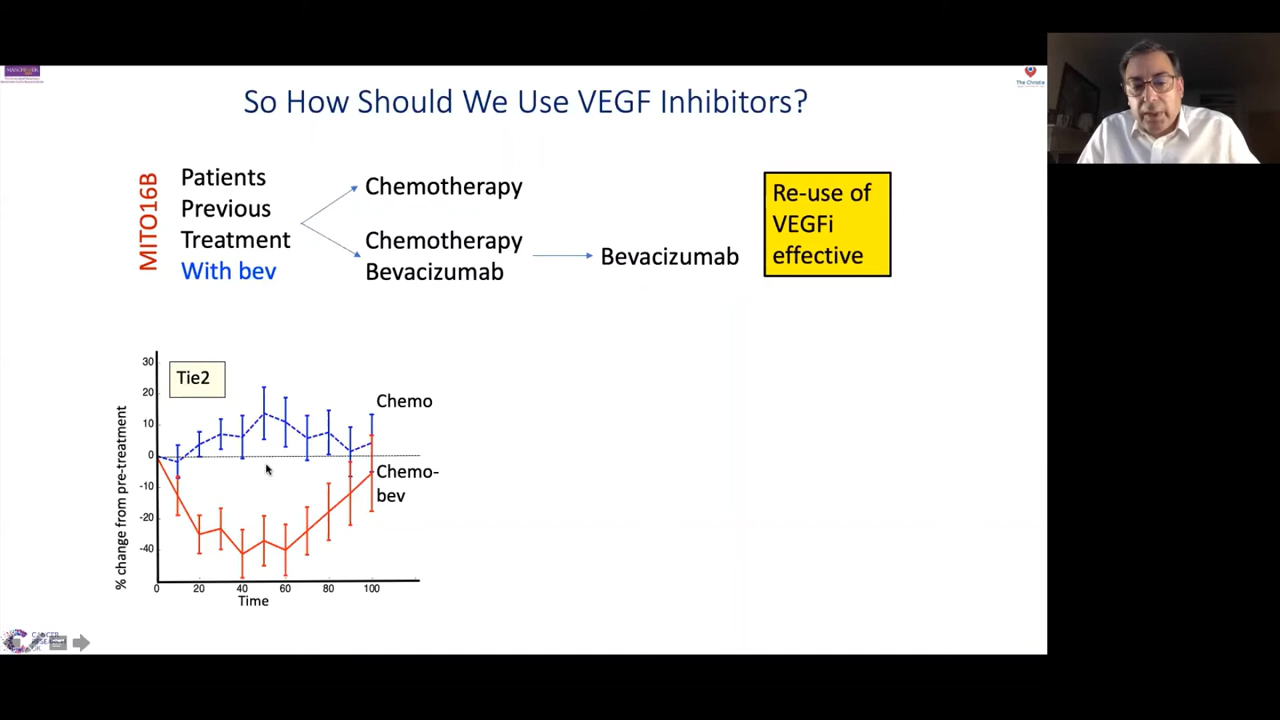 So How Should We Use VEGF Inhibitors?
The Christie
MITO16B
Patients
Previous
Treatment
With bev
Chemotherapy
Chemotherapy
Bevacizumab
Bevacizumab
Re-use of
VEGFi
effective
Tie2
% change from pre-treatment
30
20
10
0
-10
-20
-40
Chemo
Chemo-
bev
0 20 40 60 80 100
Time